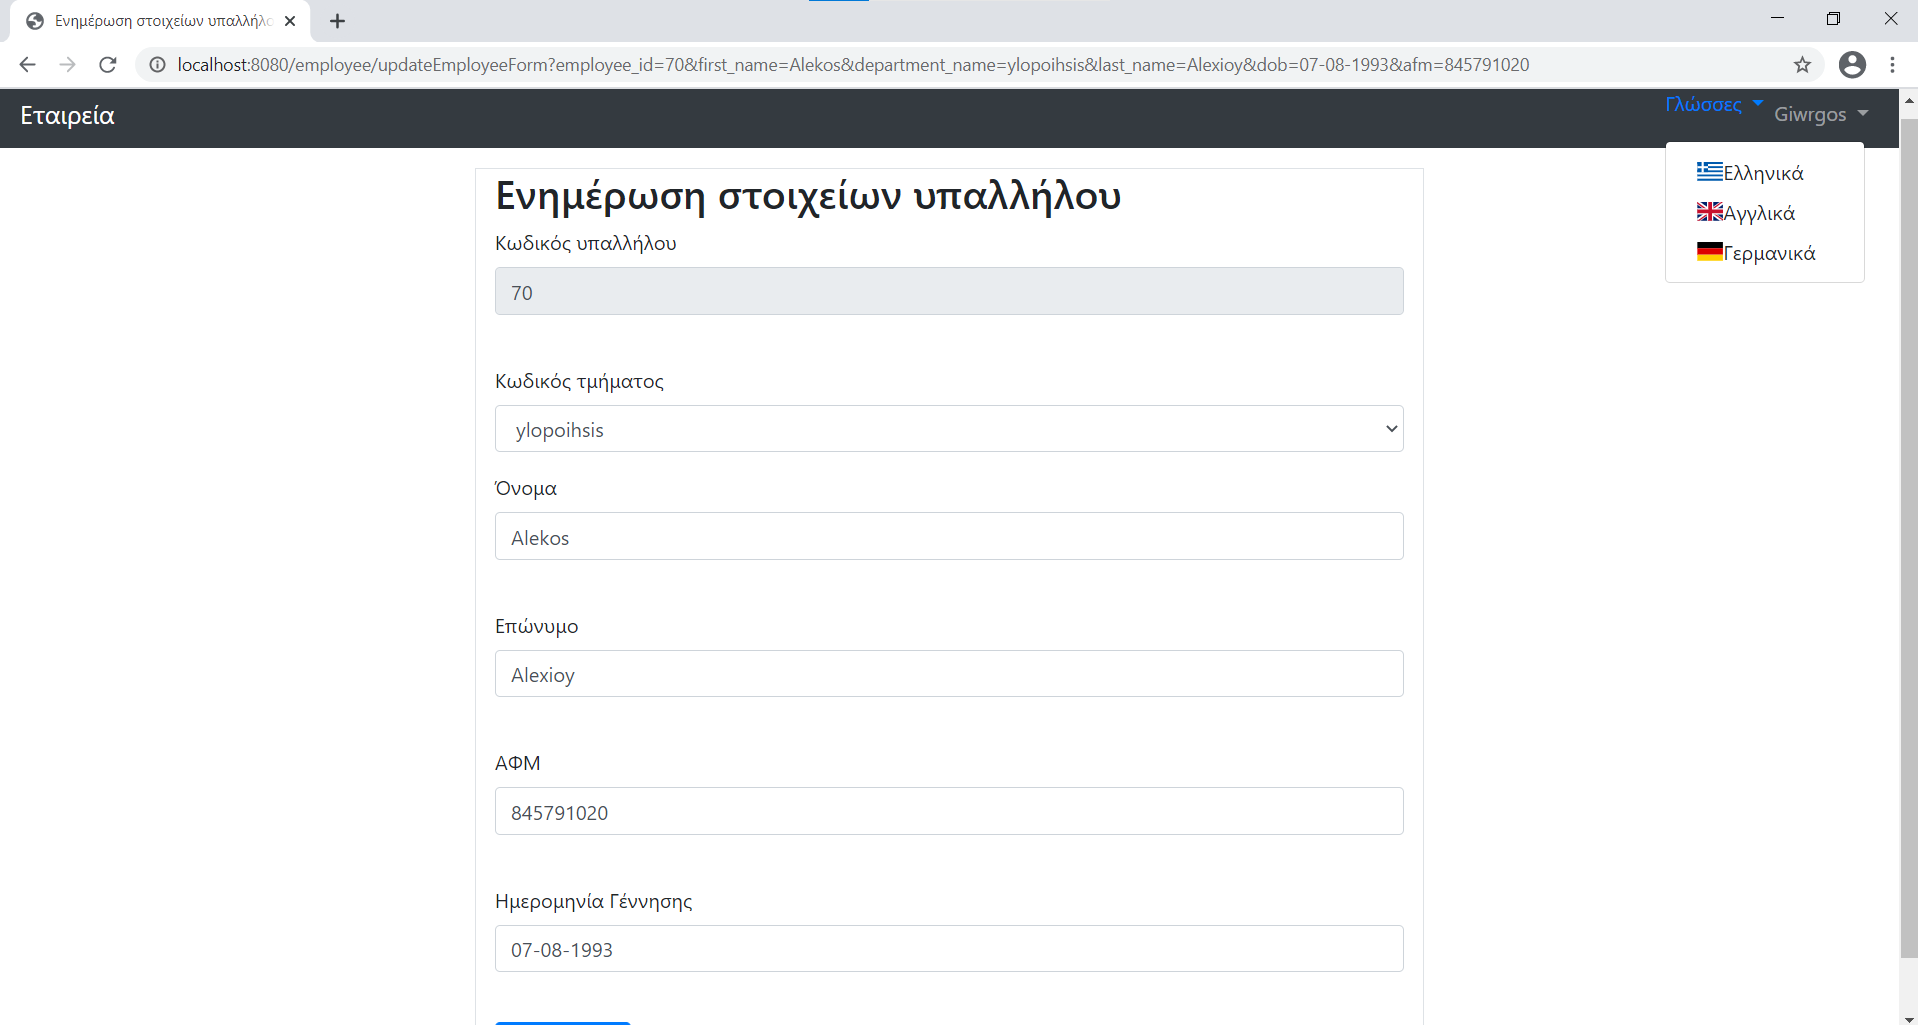 Ενημέρωση στοιχείων υπαλλήλο
localhost:8080/employee/updateEmployeeForm?employee_id=70&first_name=Alekos&department_name=ylopoihsis&last_name=Alexioy&dob=07-08-1993&afm=845791020
Εταιρεία
Γλώσσες
Giwrgos
Ελληνικά
Αγγλικά
Γερμανικά
Ενημέρωση στοιχείων υπαλλήλου
Κωδικός υπαλλήλου
70
Κωδικός τμήματος
ylopoihsis
Όνομα
Alekos
Επώνυμο
Alexioy
ΑΦΜ
845791020
Ημερομηνία Γέννησης
07-08-1993